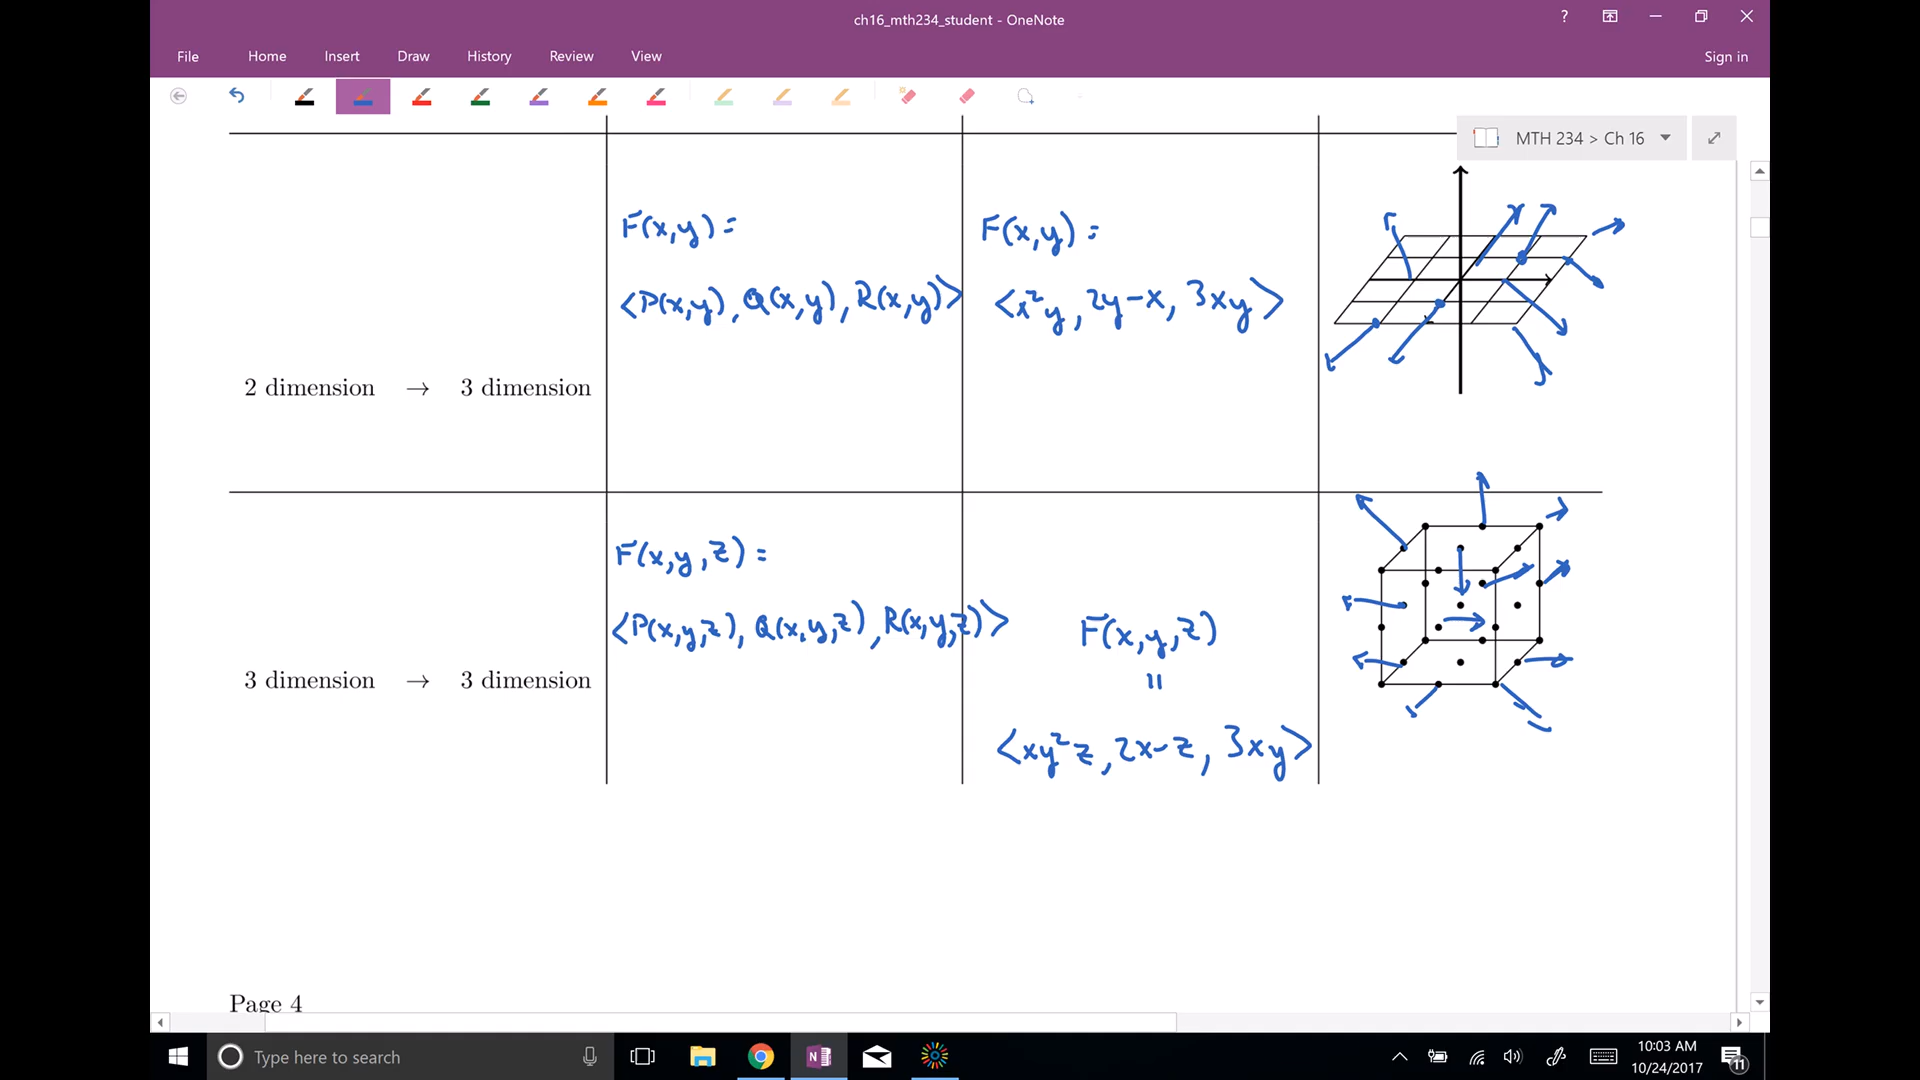 ch16_mth234_student - OneNote
?
File Home Insert Draw History Review View Sign in
MTH 234 > Ch 16
F(x,y) =
<P(x,y), Q(x,y), R(x,y)>
F(x,y) =
<x²y, 2y-x, 3xy>
2 dimension → 3 dimension
F(x,y,z) =
<P(x,y,z), Q(x,y,z), R(x,y,z)>
F(x,y,z)
=
<xy²z, 2x-z, 3xy>
3 dimension → 3 dimension
Page 4
Type here to search
10:03 AM
10/24/2017
11